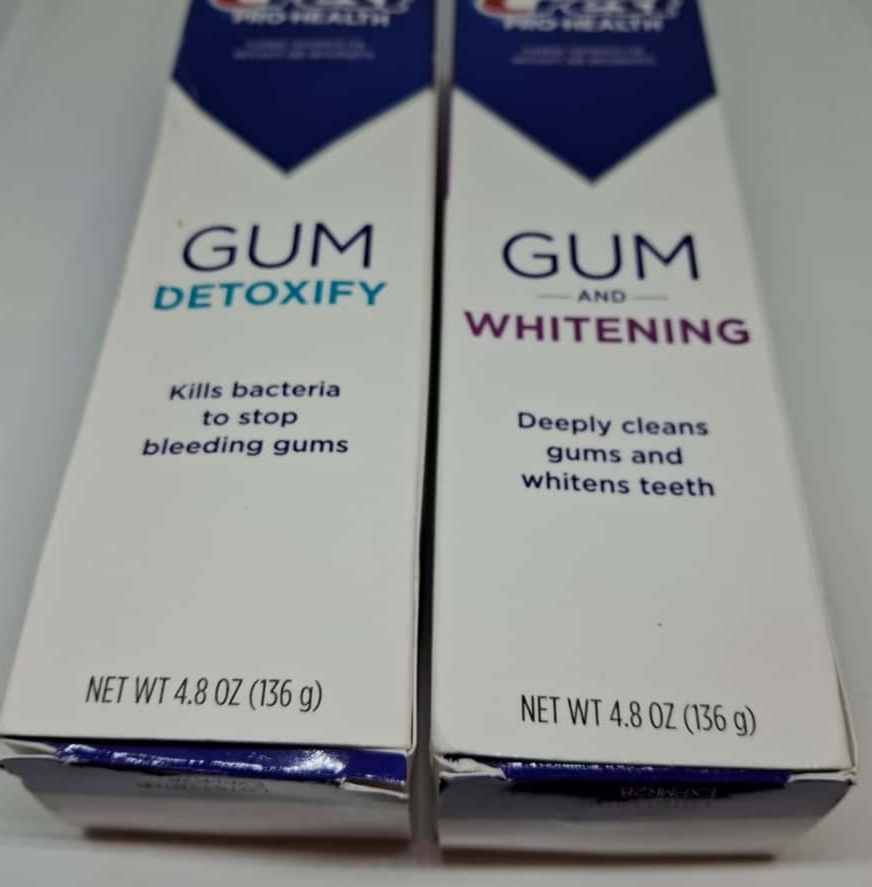 PRO-HEALTH
GUM
DETOXIFY
Kills bacteria
to stop
bleeding gums
NET WT 4.8 OZ (136 g)
PRO-HEALTH
GUM
AND
WHITENING
Deeply cleans
gums and
whitens teeth
NET WT 4.8 OZ (136 g)